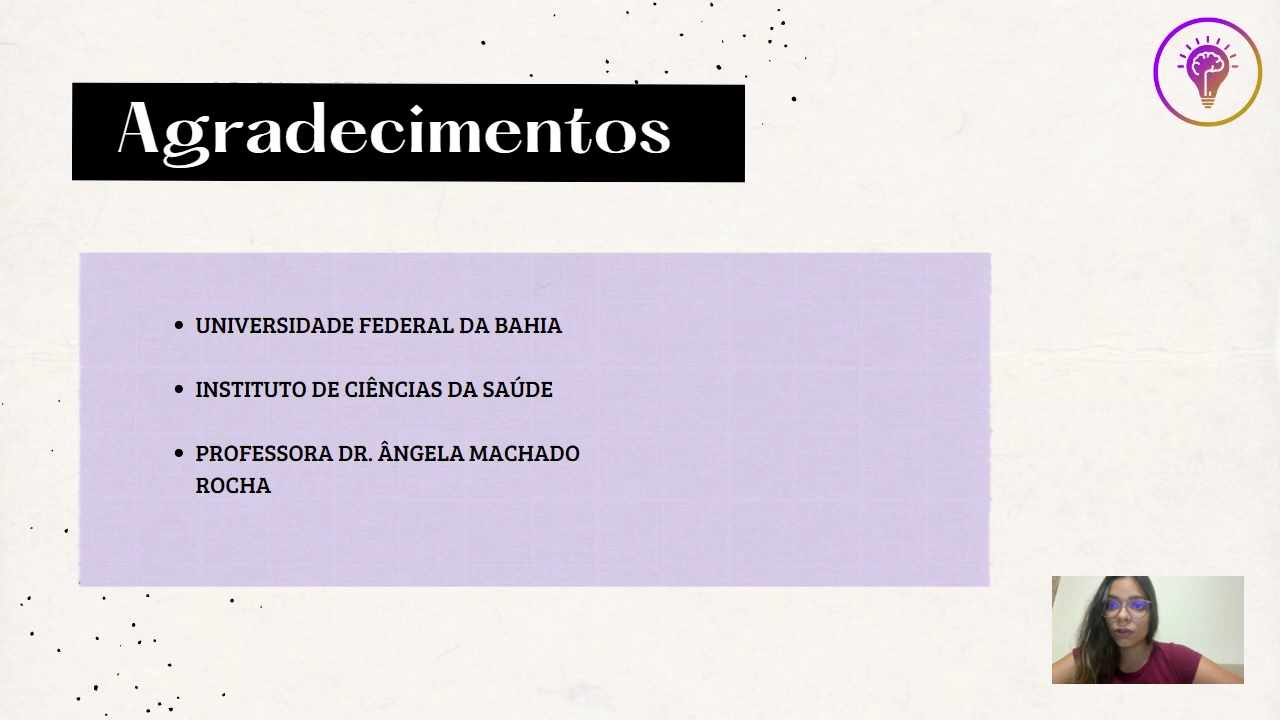 Agradecimentos
UNIVERSIDADE FEDERAL DA BAHIA
INSTITUTO DE CIÊNCIAS DA SAÚDE
PROFESSORA DR. ÂNGELA MACHADO
ROCHA